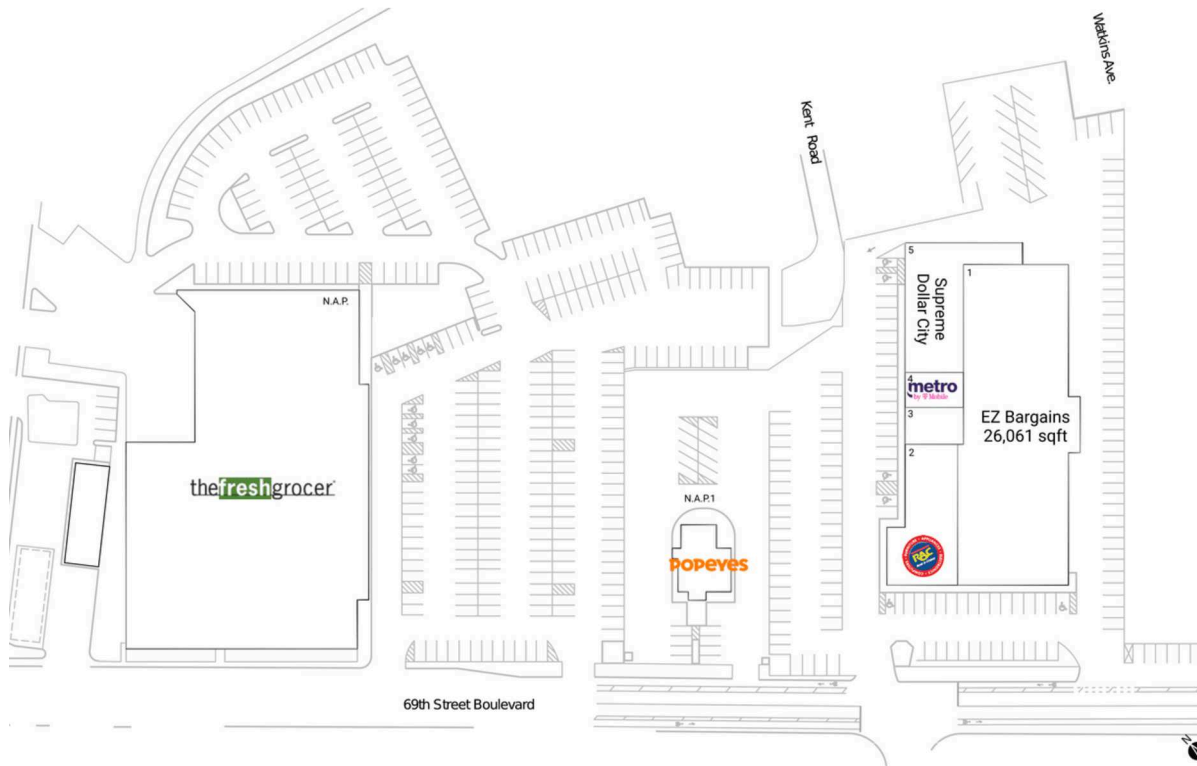 Watkins Ave.
Kent Road
5
1
Supreme
Dollar City
N.A.P.
4
metro
by T Mobile
3
EZ Bargains
26,061 sqft
2
thefreshgrocer
N.A.P.1
RAC
POPEYES
69th Street Boulevard
N